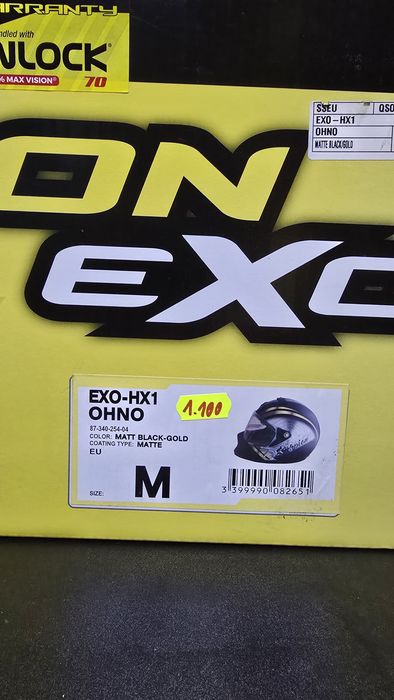 WARRANTY
ndled with
NLOCK®
% MAX VISION® 70
SSEU QSO
EXO-HX1
OHNO
MATTE BLACK/GOLD
ON
EXO
EXO-HX1
OHNO
1.100
87-340-254-04
COLOR: MATT BLACK-GOLD
COATING TYPE: MATTE
EU
SIZE: M
3 399990 082651